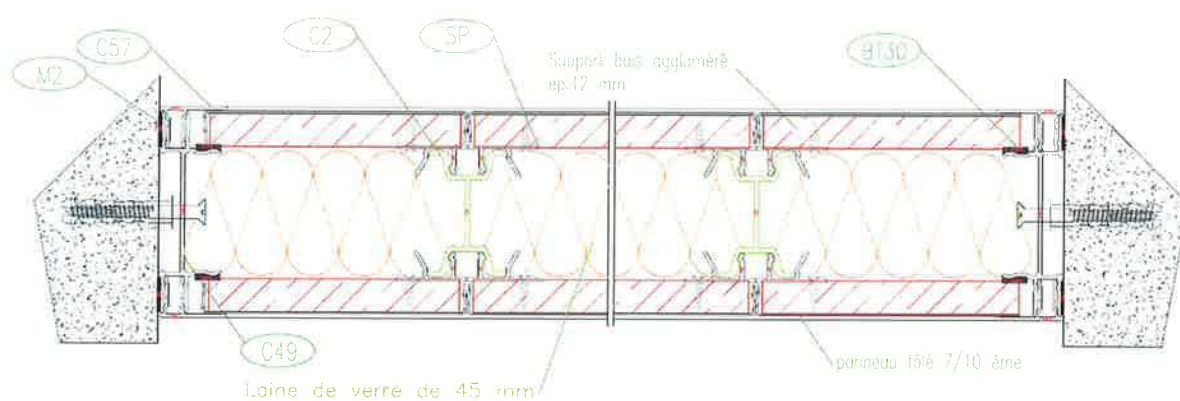 C57
C2
SP
M2
Support bois aggloméré
ep.12 mm
BT30
C49
Laine de verre de 45 mm
panneau tôlé 7/10 ème